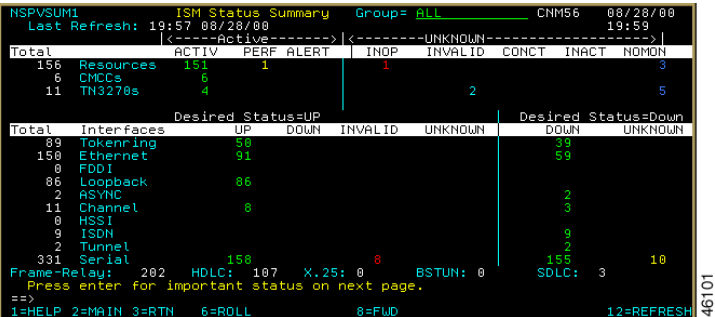 NSPVSUM1 ISM Status Summary Group= ALL CNM56 08/28/00
Last Refresh: 19:57 08/28/00 19:59
|<-----Active------->|<--------UNKNOWN--------------------->|
Total ACTIV PERF ALERT | INOP INVALID CONCT INACT NOMON
156 Resources 151 1 1 3
6 CMCCs 6
11 TN3270s 4 2 5
Desired Status=UP Desired Status=Down
Total Interfaces UP DOWN INVALID UNKNOWN DOWN UNKNOWN
89 Tokenring 50 39
150 Ethernet 91 59
0 FDDI
86 Loopback 86
2 ASYNC 2
11 Channel 8 3
0 HSSI
9 ISDN 9
2 Tunnel 2
331 Serial 158 8 155 10
Frame-Relay: 202 HDLC: 107 X.25: 0 BSTUN: 0 SDLC: 3
Press enter for important status on next page.
==>
1=HELP 2=MAIN 3=RTN 6=ROLL 8=FWD 12=REFRESH
46101